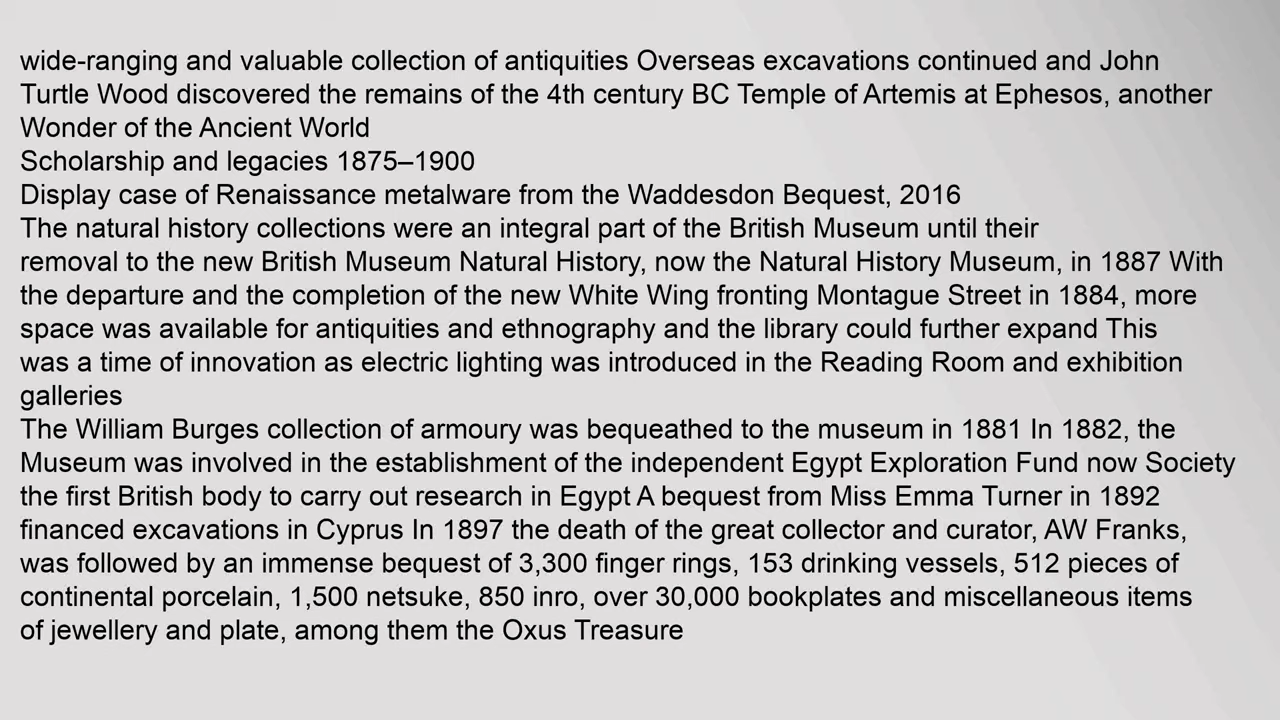 wide-ranging and valuable collection of antiquities Overseas excavations continued and John
Turtle Wood discovered the remains of the 4th century BC Temple of Artemis at Ephesos, another
Wonder of the Ancient World
Scholarship and legacies 1875–1900
Display case of Renaissance metalware from the Waddesdon Bequest, 2016
The natural history collections were an integral part of the British Museum until their
removal to the new British Museum Natural History, now the Natural History Museum, in 1887 With
the departure and the completion of the new White Wing fronting Montague Street in 1884, more
space was available for antiquities and ethnography and the library could further expand This
was a time of innovation as electric lighting was introduced in the Reading Room and exhibition
galleries
The William Burges collection of armoury was bequeathed to the museum in 1881 In 1882, the
Museum was involved in the establishment of the independent Egypt Exploration Fund now Society
the first British body to carry out research in Egypt A bequest from Miss Emma Turner in 1892
financed excavations in Cyprus In 1897 the death of the great collector and curator, AW Franks,
was followed by an immense bequest of 3,300 finger rings, 153 drinking vessels, 512 pieces of
continental porcelain, 1,500 netsuke, 850 inro, over 30,000 bookplates and miscellaneous items
of jewellery and plate, among them the Oxus Treasure